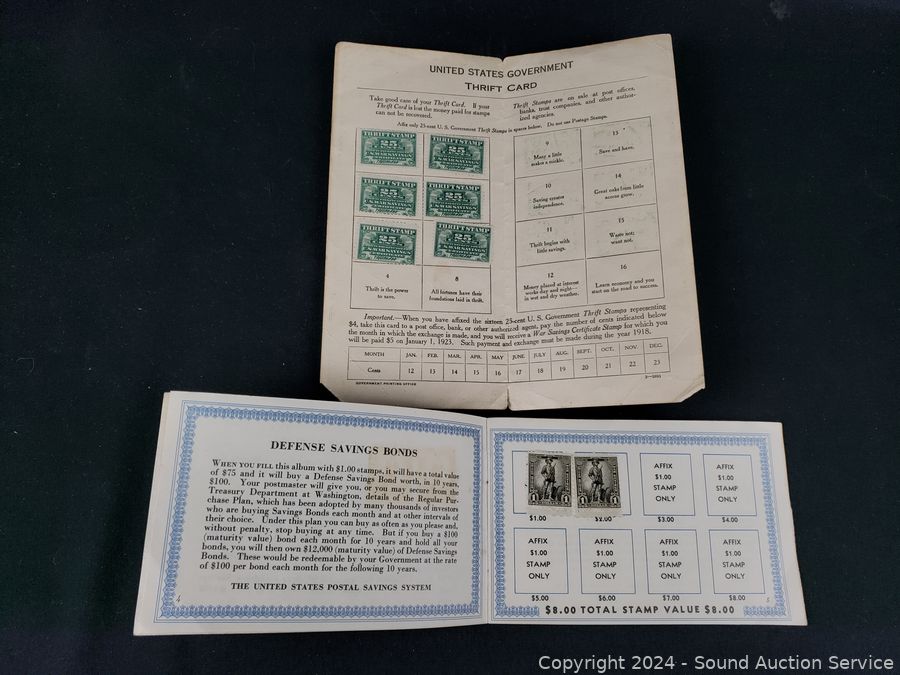 UNITED STATES GOVERNMENT
THRIFT CARD
Take good care of your Thrift Card. If your
Thrift Card is lost the money paid for stamps
can not be recovered.
Thrift Stamps are on sale at post offices,
banks, trust companies, and other author-
ized agencies.
Affix only 25-cent U. S. Government Thrift Stamps in spaces below. Do not use Postage Stamps.
THRIFT STAMP
25
THRIFT STAMP
25
THRIFT STAMP
25
THRIFT STAMP
25
THRIFT STAMP
25
THRIFT STAMP
25
4
Thrift is the power
to save.
8
All fortunes have their
foundations laid in thrift.
9
Many a little
makes a mickle.
13
Save and have.
10
Saving creates
independence.
14
Great oaks from little
acorns grow.
11
Thrift begins with
little savings.
15
Waste not;
want not.
12
Money placed at interest
works day and night—
in wet and dry weather.
16
Learn economy and you
start on the road to success.
Important.—When you have affixed the sixteen 25-cent U. S. Government Thrift Stamps representing
$4, take this card to a post office, bank, or other authorized agent, pay the number of cents indicated below
the month in which the exchange is made, and you will receive a War Savings Certificate Stamp for which you
will be paid $5 on January 1, 1923. Such payment and exchange must be made during the year 1918.
MONTH JAN. FEB. MAR. APR. MAY JUNE JULY AUG. SEPT. OCT. NOV. DEC.
Cents 12 13 14 15 16 17 18 19 20 21 22 23
GOVERNMENT PRINTING OFFICE
DEFENSE SAVINGS BONDS
WHEN YOU FILL this album with $1.00 stamps, it will have a total value
of $75 and it will buy a Defense Savings Bond worth, in 10 years,
$100. Your postmaster will give you, or you may secure from the
Treasury Department at Washington, details of the Regular Pur-
chase Plan, which has been adopted by many thousands of investors
who are buying Savings Bonds each month and at other intervals of
their choice. Under this plan you can buy as often as you please and,
without penalty, stop buying at any time. But if you buy a $100
(maturity value) bond each month for 10 years and hold all your
bonds, you will then own $12,000 (maturity value) of Defense Savings
Bonds. These would be redeemable by your Government at the rate
of $100 per bond each month for the following 10 years.
THE UNITED STATES POSTAL SAVINGS SYSTEM
4
1 1
1 1
$1.00
$2.00
AFFIX
$1.00
STAMP
ONLY
$3.00
AFFIX
$1.00
STAMP
ONLY
$4.00
AFFIX
$1.00
STAMP
ONLY
$5.00
AFFIX
$1.00
STAMP
ONLY
$6.00
AFFIX
$1.00
STAMP
ONLY
$7.00
AFFIX
$1.00
STAMP
ONLY
$8.00
$8.00 TOTAL STAMP VALUE $8.00
5
Copyright 2024 - Sound Auction Service